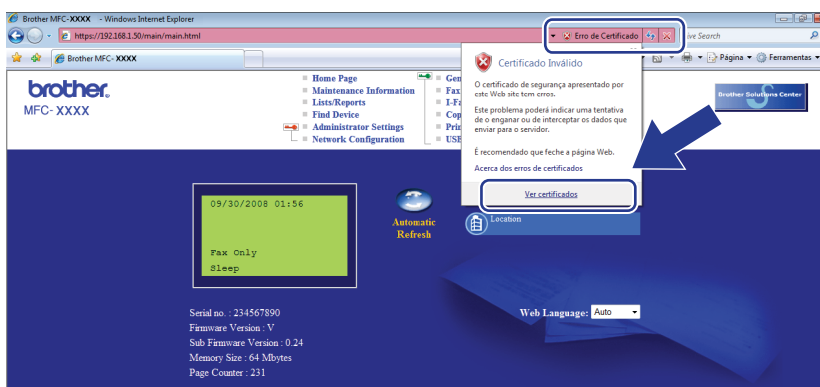 Brother MFC-XXXX - Windows Internet Explorer
https://192.168.1.50/main/main.html
Erro de Certificado
ive Search
Brother MFC- XXXX
Página
Ferramentas
brother.
MFC- XXXX
Home Page
Maintenance Information
Lists/Reports
Find Device
Administrator Settings
Network Configuration
Gen
Fax
I-Fa
Cop
Prin
USB
Certificado Inválido
O certificado de segurança apresentado por
este Web site tem erros.
Este problema poderá indicar uma tentativa
de o enganar ou de interceptar os dados que
enviar para o servidor.
É recomendado que feche a página Web.
Acerca dos erros de certificados
Ver certificados
Brother Solutions Center
09/30/2008 01:56
Fax Only
Sleep
Automatic
Refresh
Location
Serial no. : 234567890
Firmware Version : V
Sub Firmware Version : 0.24
Memory Size : 64 Mbytes
Page Counter : 231
Web Language: Auto